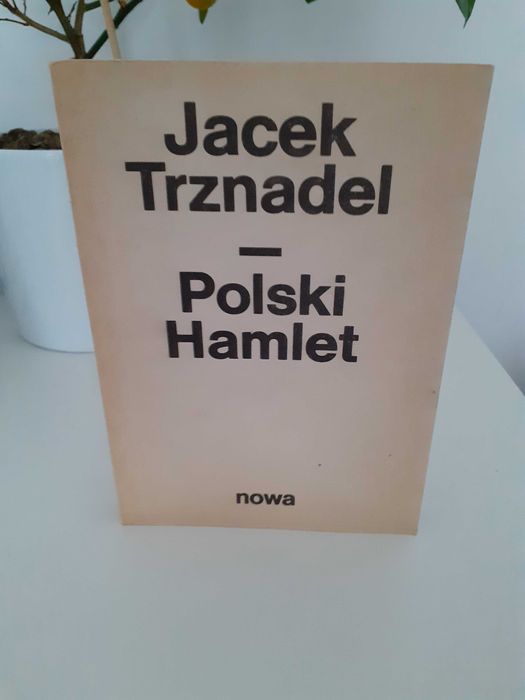 Jacek
Trznadel
—
Polski
Hamlet
nowa